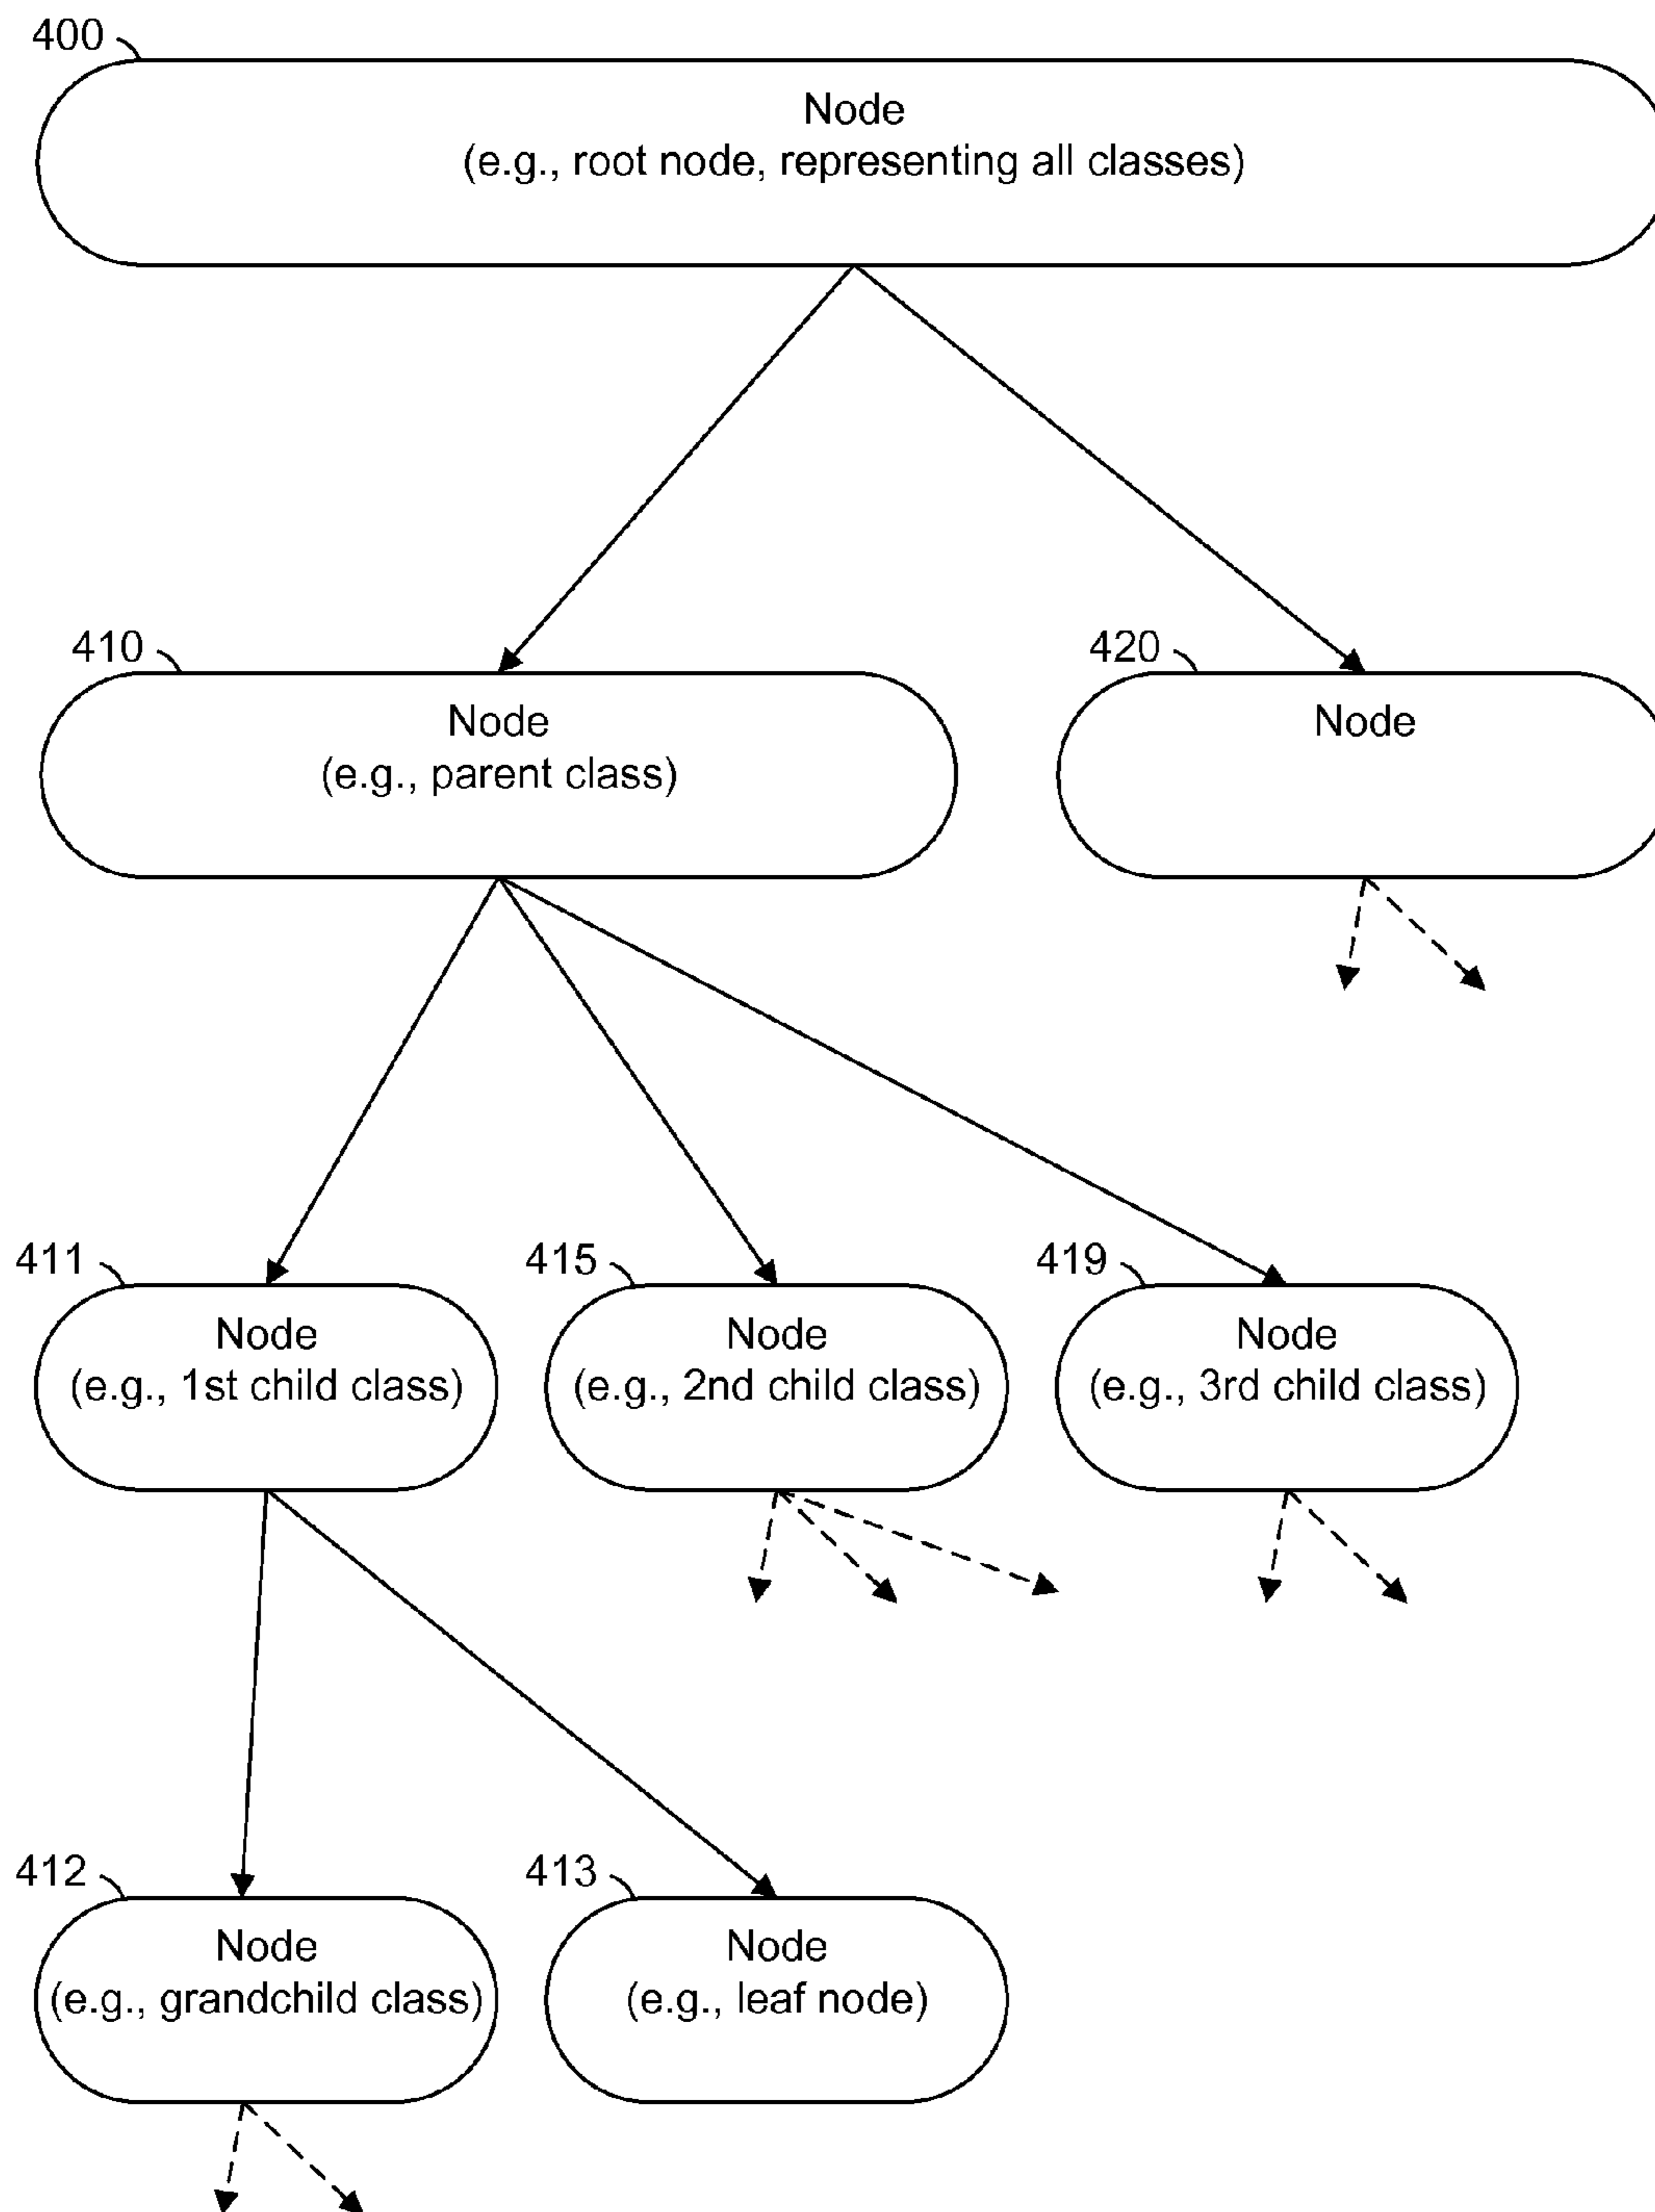 400
Node
(e.g., root node, representing all classes)
410
Node
(e.g., parent class)
420
Node
411
Node
(e.g., 1st child class)
415
Node
(e.g., 2nd child class)
419
Node
(e.g., 3rd child class)
412
Node
(e.g., grandchild class)
413
Node
(e.g., leaf node)